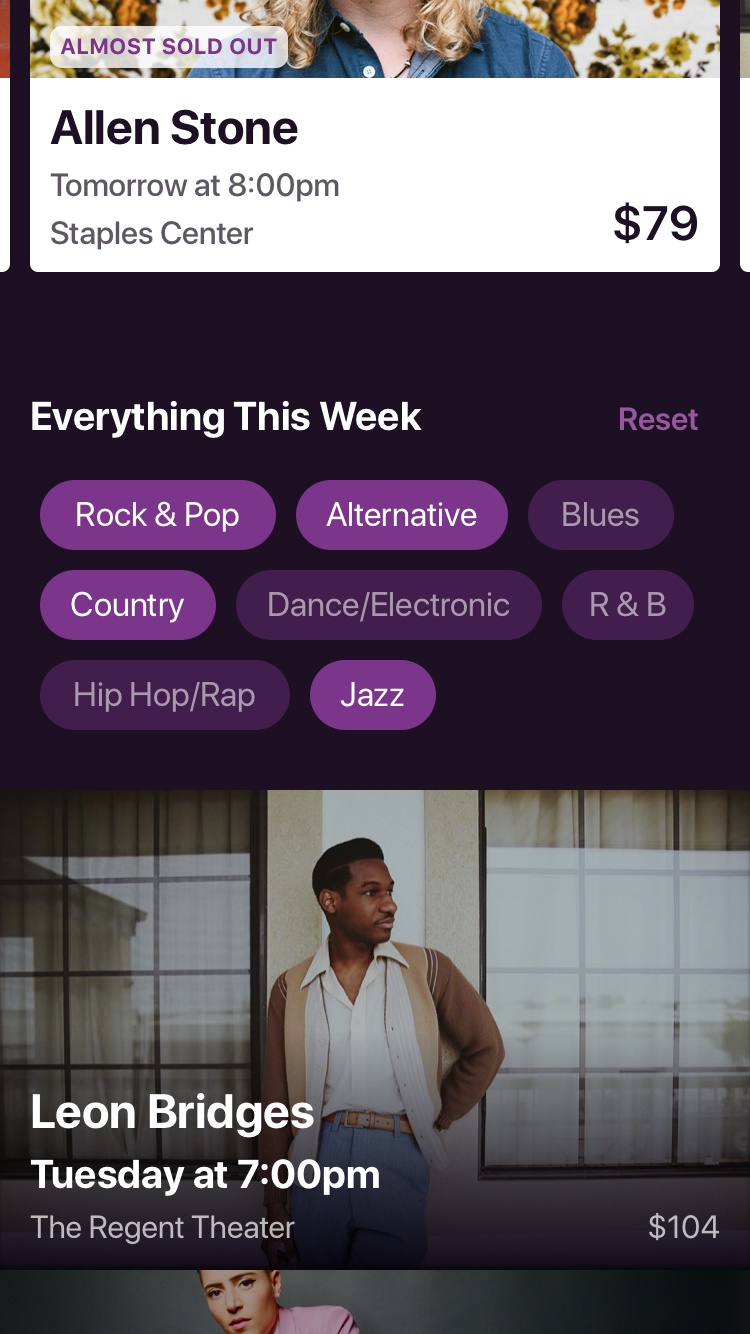 ALMOST SOLD OUT
Allen Stone
Tomorrow at 8:00pm
Staples Center
$79
Everything This Week
Reset
Rock & Pop
Alternative
Blues
Country
Dance/Electronic
R & B
Hip Hop/Rap
Jazz
Leon Bridges
Tuesday at 7:00pm
The Regent Theater
$104